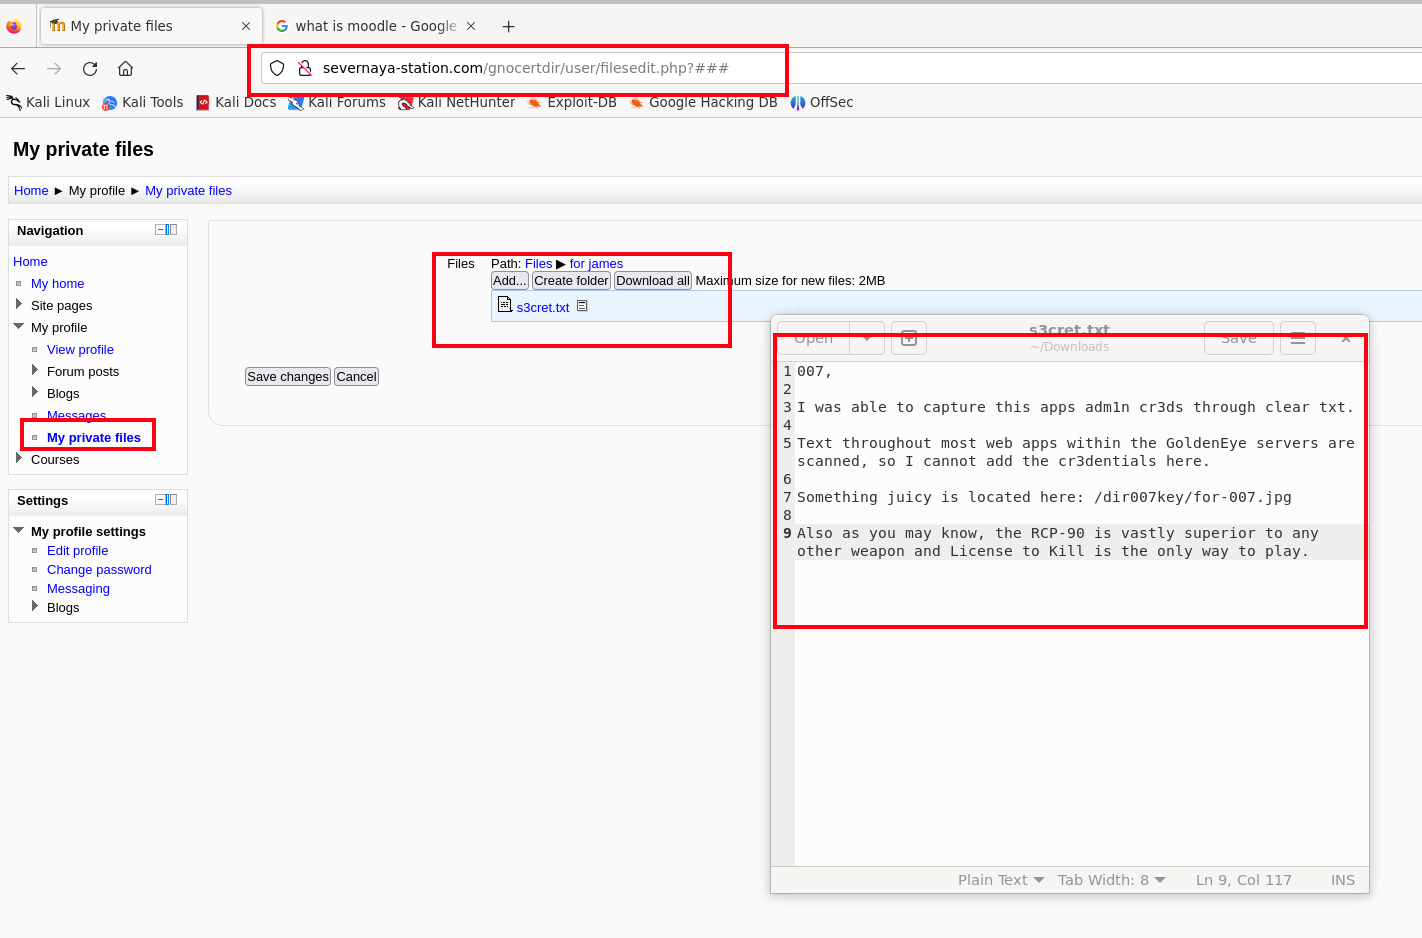 My private files
what is moodle - Google
severnaya-station.com/gnocertdir/user/filesedit.php?###
Kali Linux Kali Tools Kali Docs Kali Forums Kali NetHunter Exploit-DB Google Hacking DB OffSec
My private files
Home ► My profile ► My private files
Navigation
Home
My home
Site pages
My profile
View profile
Forum posts
Blogs
Messages
My private files
Courses
Settings
My profile settings
Edit profile
Change password
Messaging
Blogs
Files Path: Files ▶ for james
Add... Create folder Download all Maximum size for new files: 2MB
s3cret.txt
Save changes Cancel
Open s3cret.txt Save
~/Downloads
1 007,
2
3 I was able to capture this apps adm1n cr3ds through clear txt.
4
5 Text throughout most web apps within the GoldenEye servers are
scanned, so I cannot add the cr3dentials here.
6
7 Something juicy is located here: /dir007key/for-007.jpg
8
9 Also as you may know, the RCP-90 is vastly superior to any
other weapon and License to Kill is the only way to play.
Plain Text Tab Width: 8 Ln 9, Col 117 INS